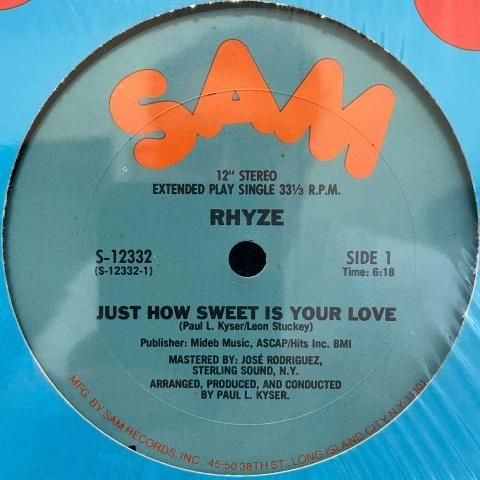 SAM
12" STEREO
EXTENDED PLAY SINGLE 33⅓ R.P.M.
RHYZE
S-12332
(S-12332-1)
SIDE 1
Time: 6:18
JUST HOW SWEET IS YOUR LOVE
(Paul L. Kyser/Leon Stuckey)
Publisher: Mideb Music, ASCAP/Hits Inc. BMI
MASTERED BY: JOSÉ RODRIGUEZ,
STERLING SOUND, N.Y.
ARRANGED, PRODUCED, AND CONDUCTED
BY PAUL L. KYSER.
MFG. BY SAM RECORDS, INC., 45-50 38TH ST., LONG ISLAND CITY, N.Y. 11101